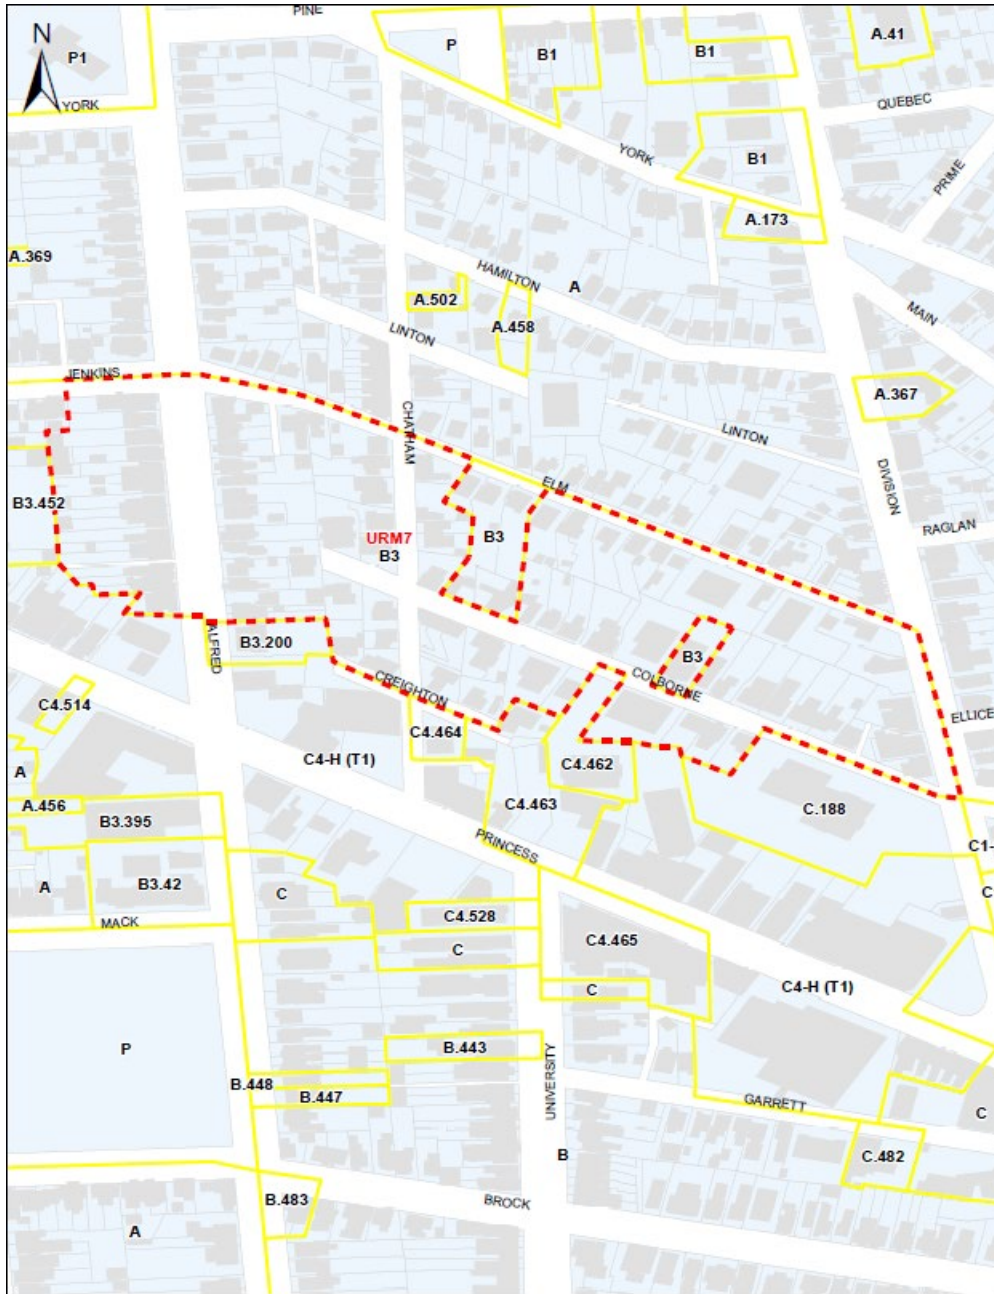 PINE
N
P
B1
B1
A.41
P1
YORK
QUEBEC
YORK
B1
PRIME
A.173
A.369
HAMILTON
A
A.502
A.458
LINTON
MAIN
JENKINS
A.367
CHATHAM
LINTON
DIVISION
ELM
B3.452
RAGLAN
B3
URM7
B3
ALFRED
B3.200
B3
COLBORNE
CREIGHTON
C4.514
ELLICE
C4.464
C4-H (T1)
C4.462
A
A.456
C4.463
C.188
B3.395
PRINCESS
C1-
B3.42
A
C
C
MACK
C4.528
C4.465
C
C
C4-H (T1)
P
B.443
UNIVERSITY
B.448
B.447
GARRETT
C
B
C.482
B.483
BROCK
A